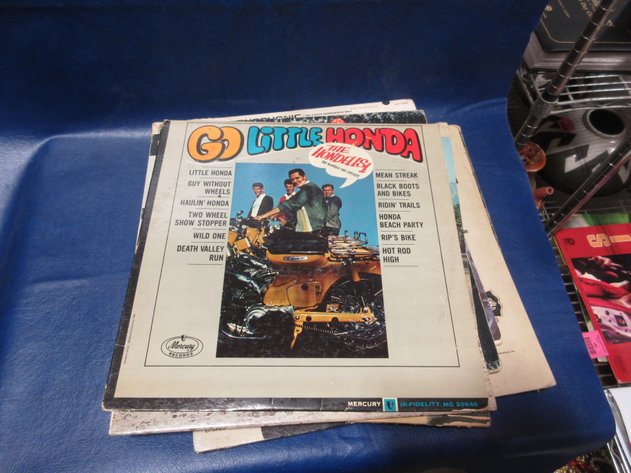 GO LiTTLE HONDA
THE
HONDELLS!
LITTLE HONDA
GUY WITHOUT
WHEELS
HAULIN' HONDA
TWO WHEEL
SHOW STOPPER
WILD ONE
DEATH VALLEY
RUN
MEAN STREAK
BLACK BOOTS
AND BIKES
RIDIN' TRAILS
HONDA
BEACH PARTY
RIP'S BIKE
HOT ROD
HIGH
Mercury
RECORDS
MERCURY HI-FIDELITY MG 20940